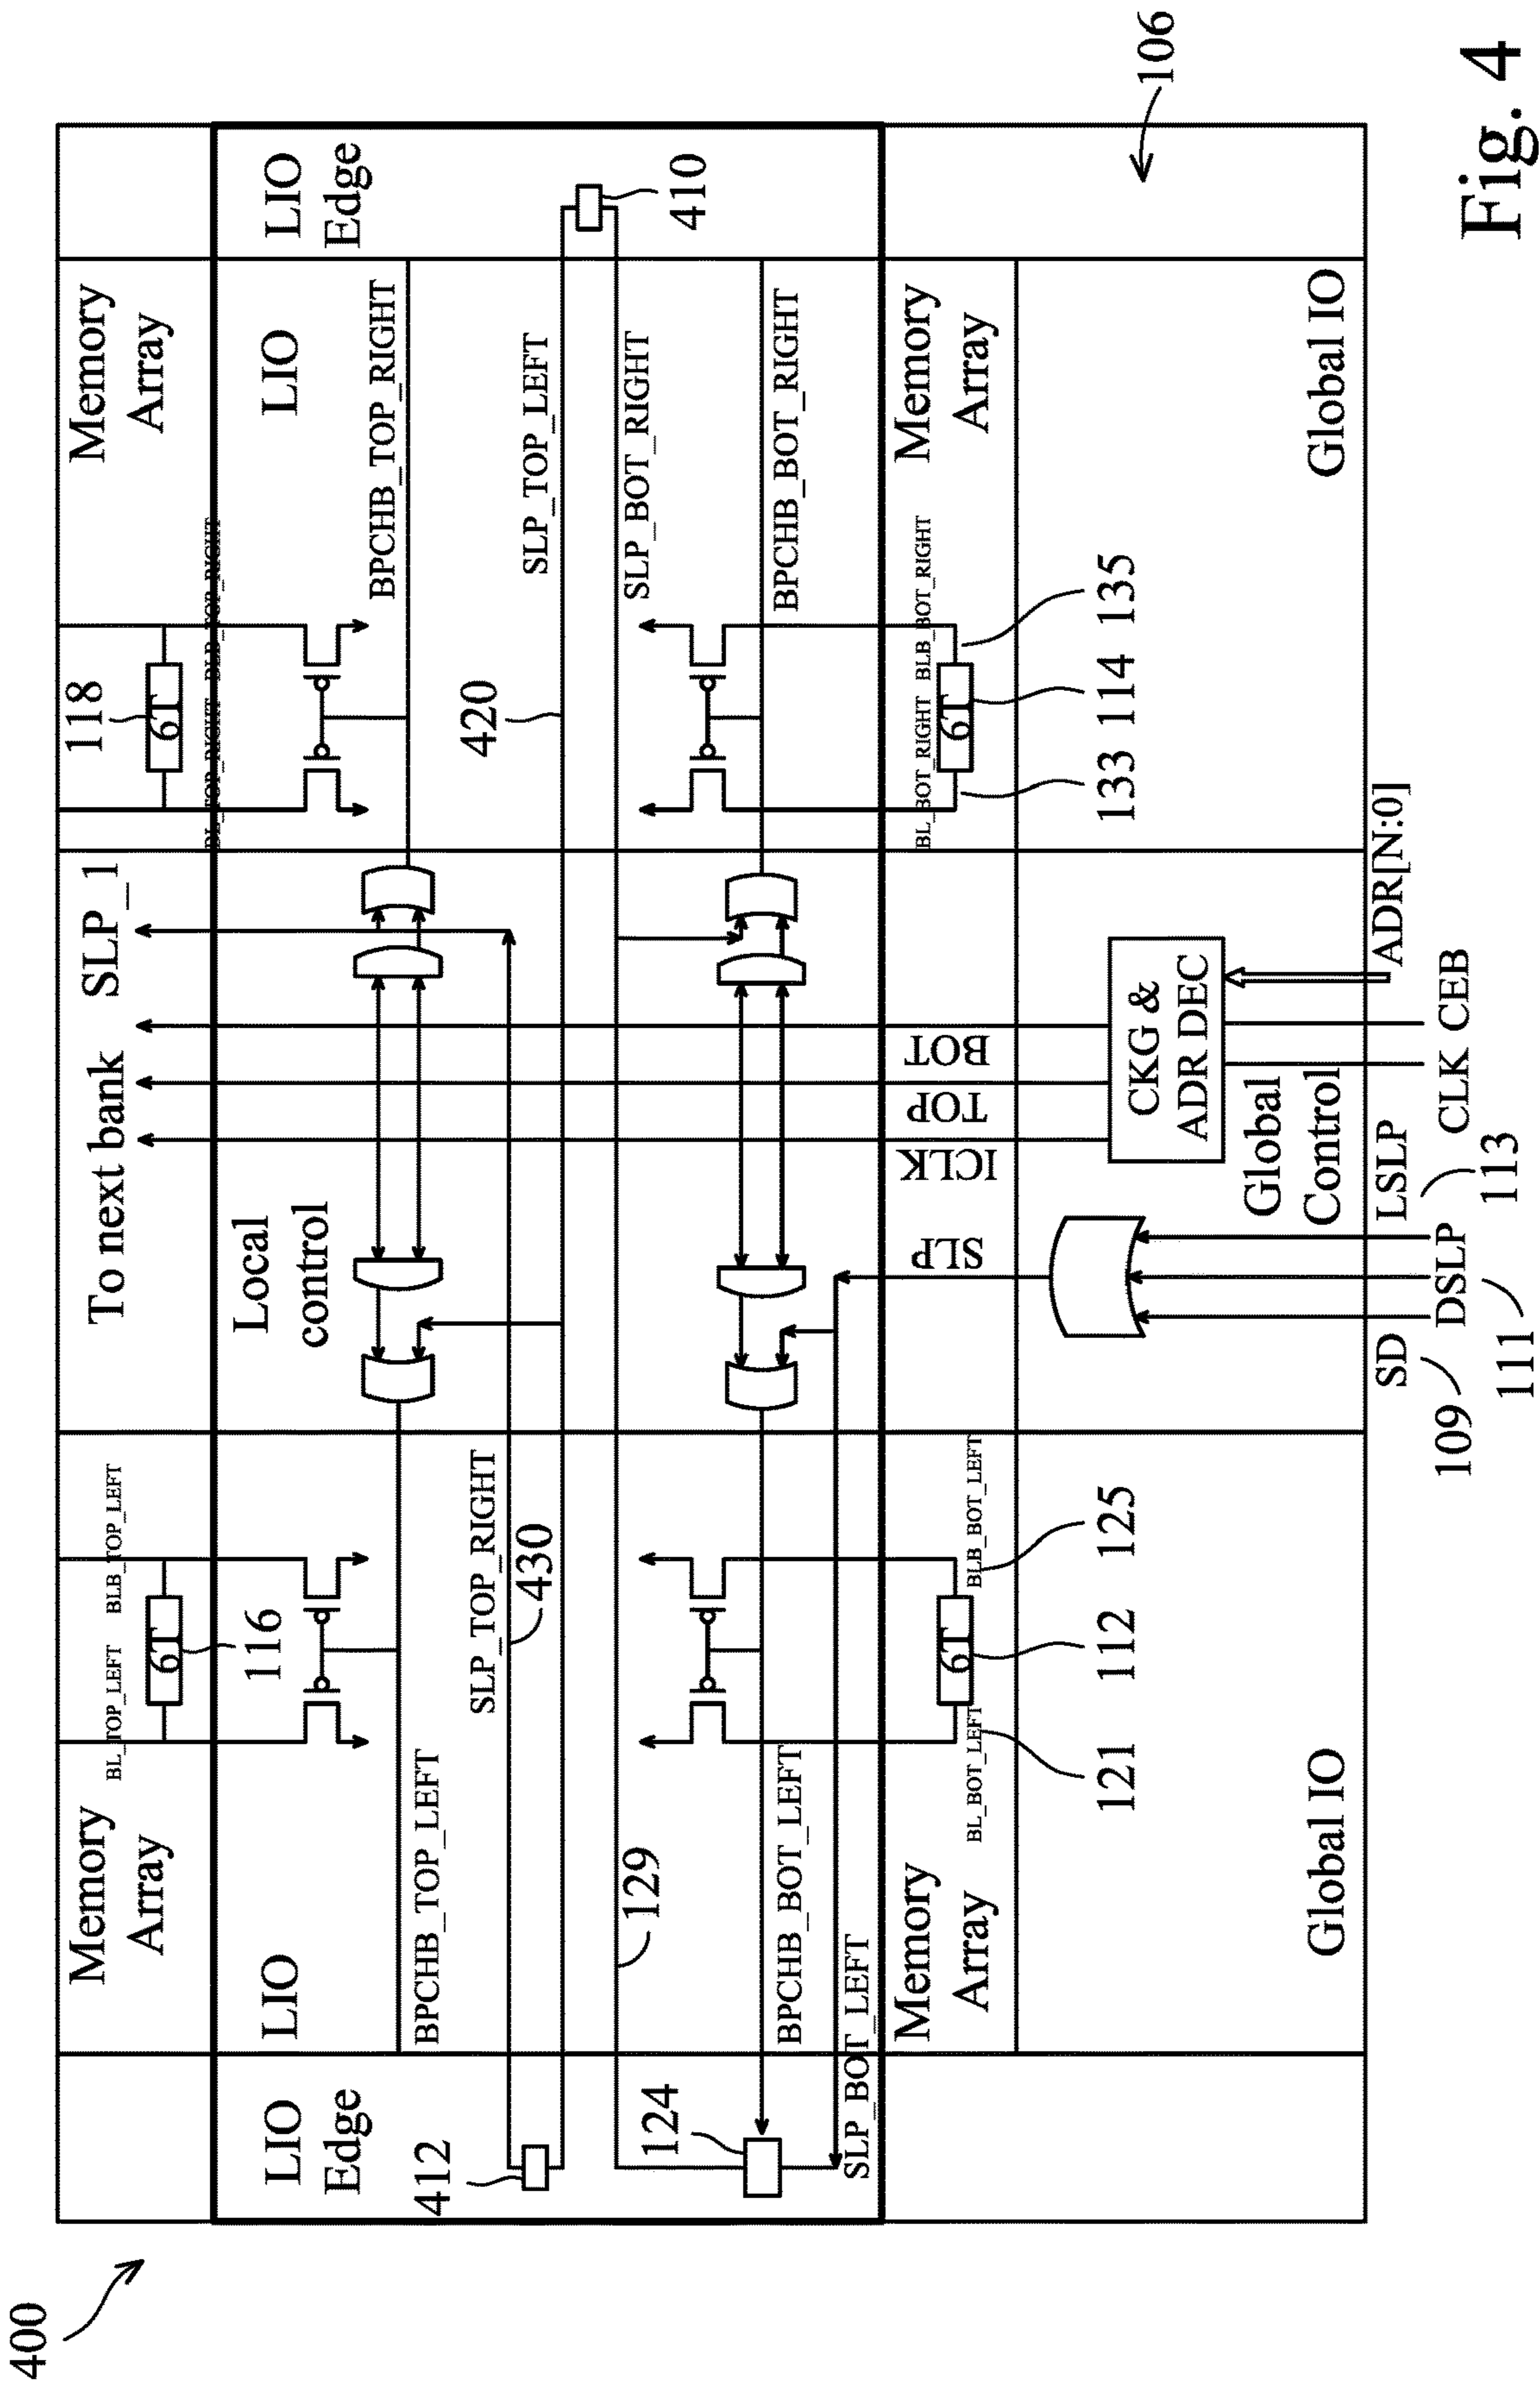 400
Memory
Array
BL_TOP_LEFT
BLB_TOP_LEFT
6T
116
To next bank
SLP_1
118
6T
BL_TOP_RIGHT
BLB_TOP_RIGHT
Memory
Array
LIO
Edge
LIO
Local
control
LIO
LIO
Edge
BPCHB_TOP_LEFT
BPCHB_TOP_RIGHT
412
SLP_TOP_RIGHT
430
420
SLP_TOP_LEFT
410
124
129
SLP_BOT_RIGHT
BPCHB_BOT_LEFT
BPCHB_BOT_RIGHT
SLP_BOT_LEFT
Memory
Array
BL_BOT_LEFT
BLB_BOT_LEFT
6T
121
112
125
SLP
ICLK
TOP
BOT
BL_BOT_RIGHT
BLB_BOT_RIGHT
6T
133
114
135
Memory
Array
106
CKG &
ADR DEC
Global
Control
Global IO
Global IO
SD
LSLP
ADR[N:0]
DSLP
CLK
CEB
109
111
113
Fig. 4